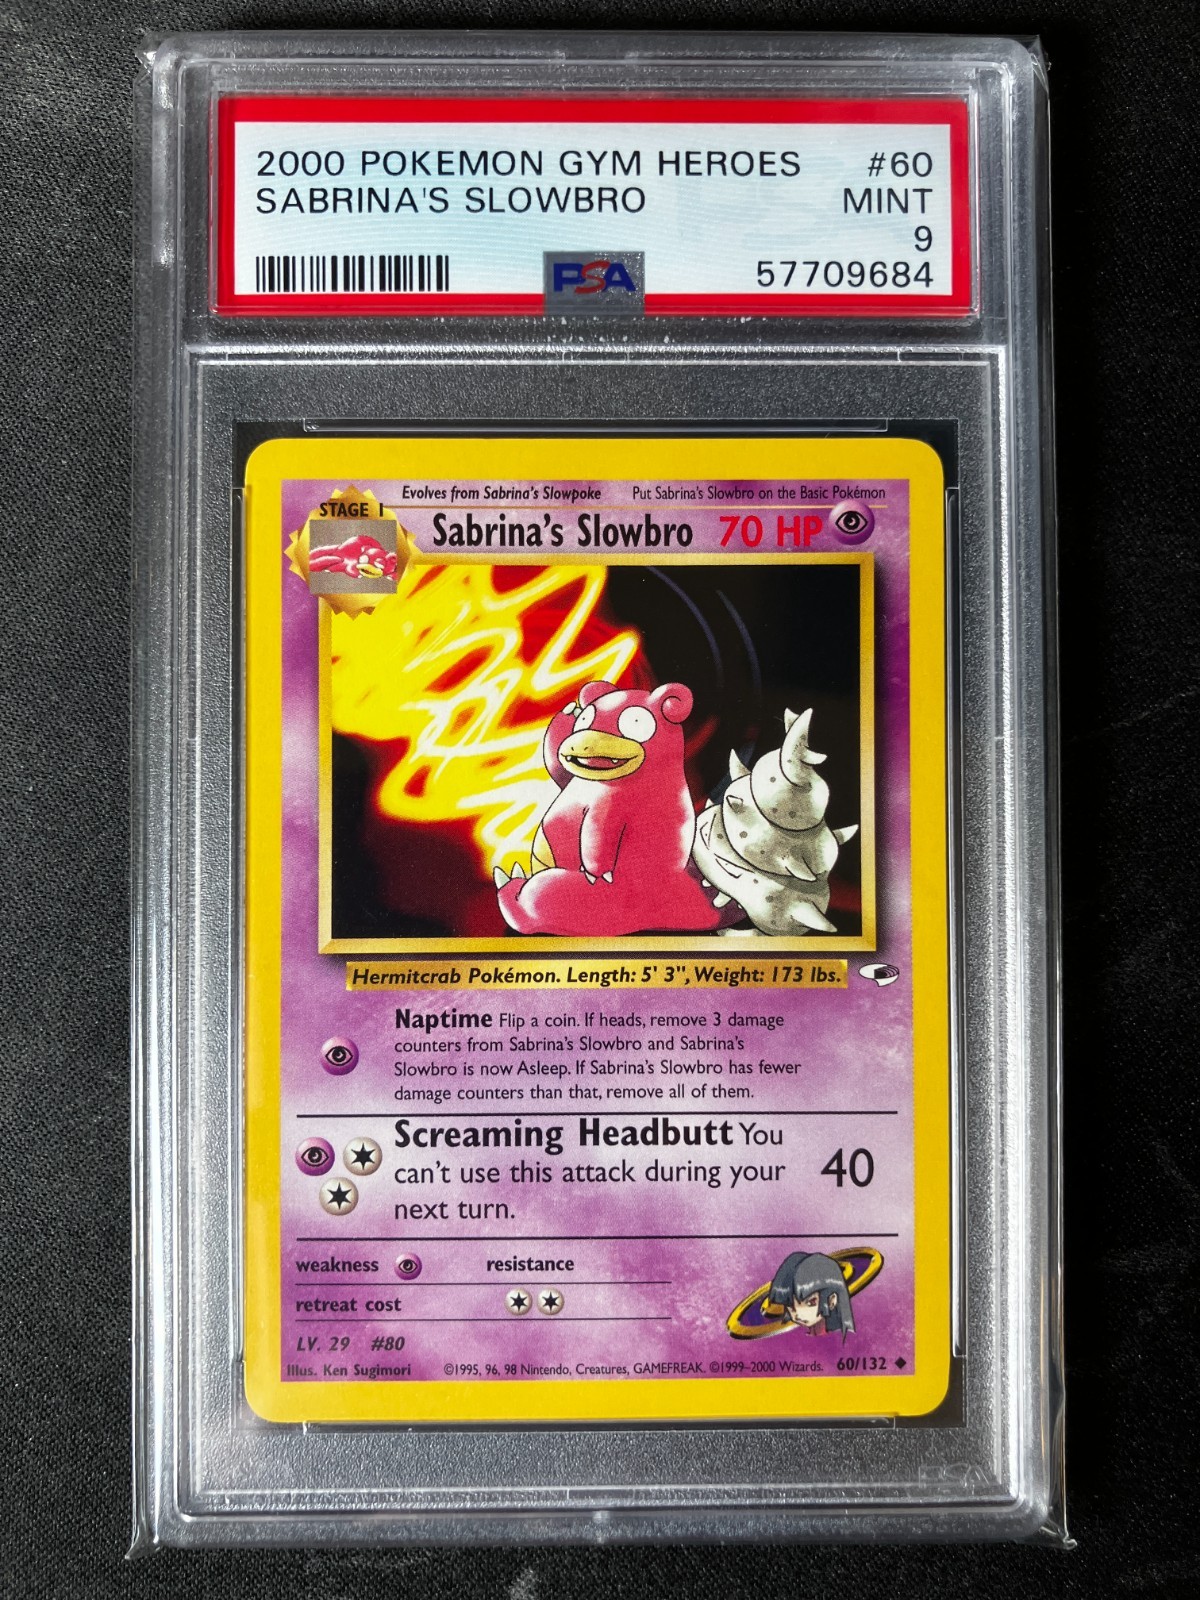 2000 POKEMON GYM HEROES #60
SABRINA'S SLOWBRO MINT
9
PSA 57709684
Evolves from Sabrina's Slowpoke Put Sabrina's Slowbro on the Basic Pokémon
STAGE 1
Sabrina's Slowbro 70 HP
Hermitcrab Pokémon. Length: 5' 3", Weight: 173 lbs.
Naptime Flip a coin. If heads, remove 3 damage
counters from Sabrina's Slowbro and Sabrina's
Slowbro is now Asleep. If Sabrina's Slowbro has fewer
damage counters than that, remove all of them.
Screaming Headbutt You
can't use this attack during your 40
next turn.
weakness resistance
retreat cost
LV. 29 #80
Illus. Ken Sugimori ©1995, 96, 98 Nintendo, Creatures, GAMEFREAK. ©1999-2000 Wizards. 60/132
PSA